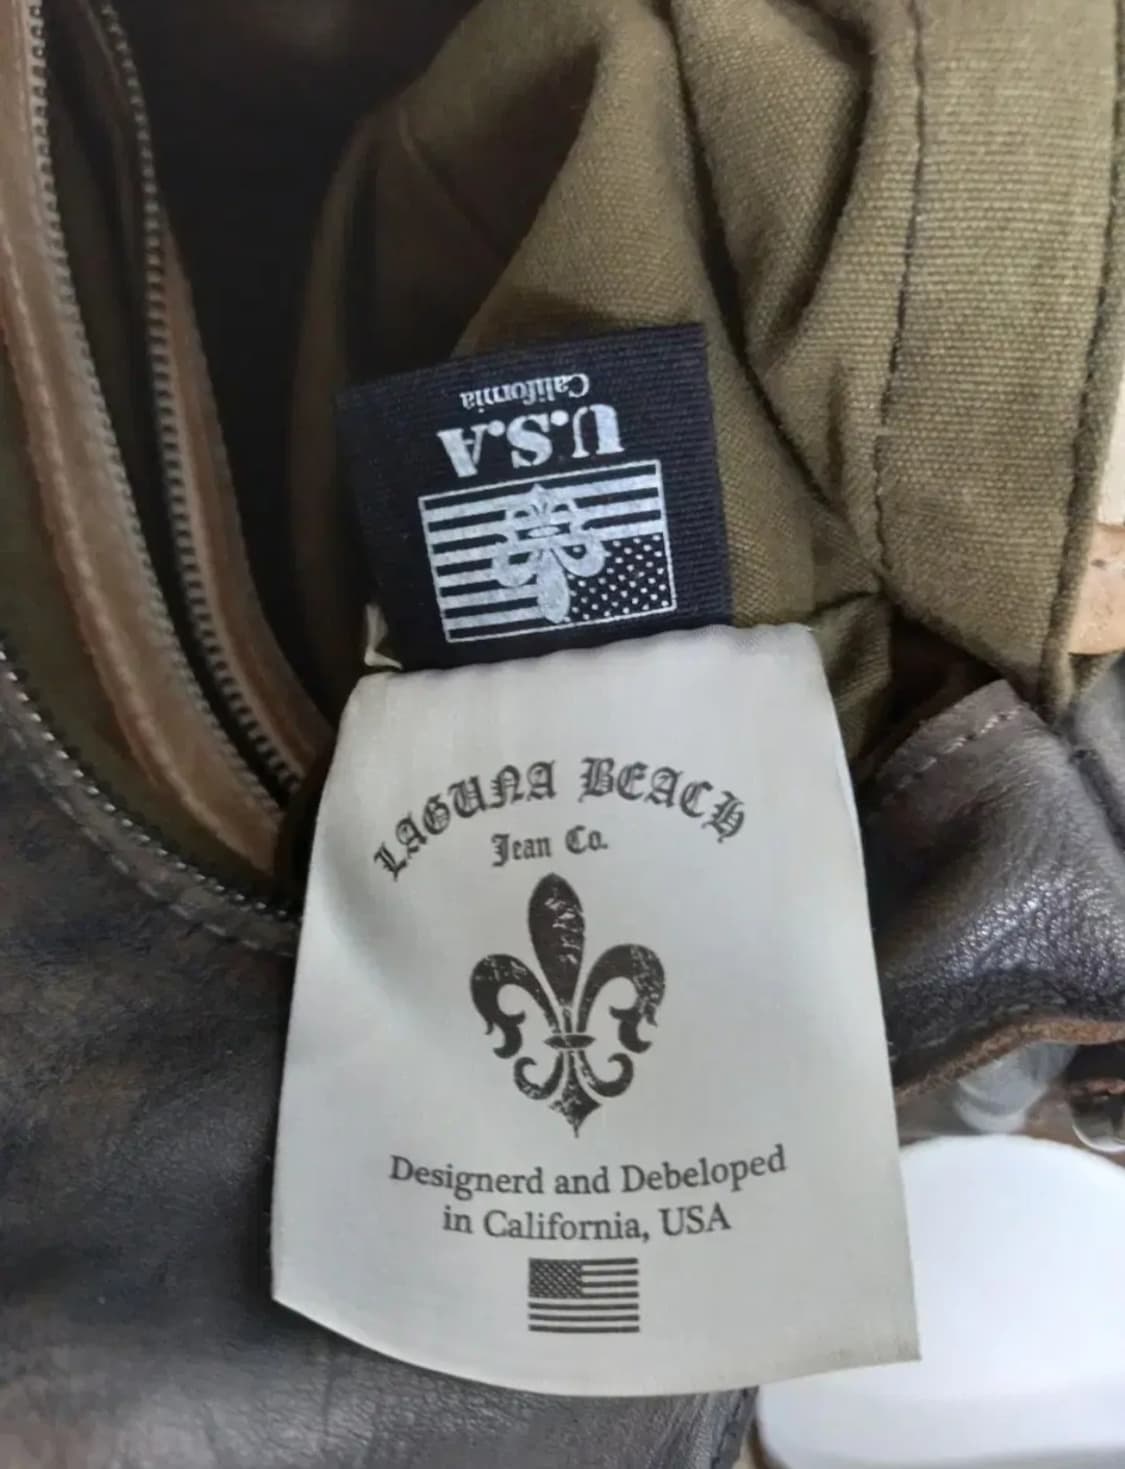 U.S.A
California
LAGUNA BEACH
Jean Co.
Designerd and Debeloped
in California, USA